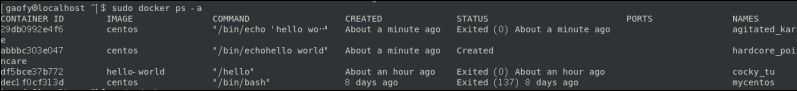 [gaofy@localhost ~]$ sudo docker ps -a
CONTAINER ID IMAGE COMMAND CREATED STATUS PORTS NAMES
29db0992e4f6 centos "/bin/echo 'hello wo…" About a minute ago Exited (0) About a minute ago agitated_kar
e
abbbc303e047 centos "/bin/echohello world" About a minute ago Created hardcore_poi
ncare
df5bce37b772 hello-world "/hello" About an hour ago Exited (0) About an hour ago cocky_tu
dec1f0cf313d centos "/bin/bash" 8 days ago Exited (137) 8 days ago mycentos